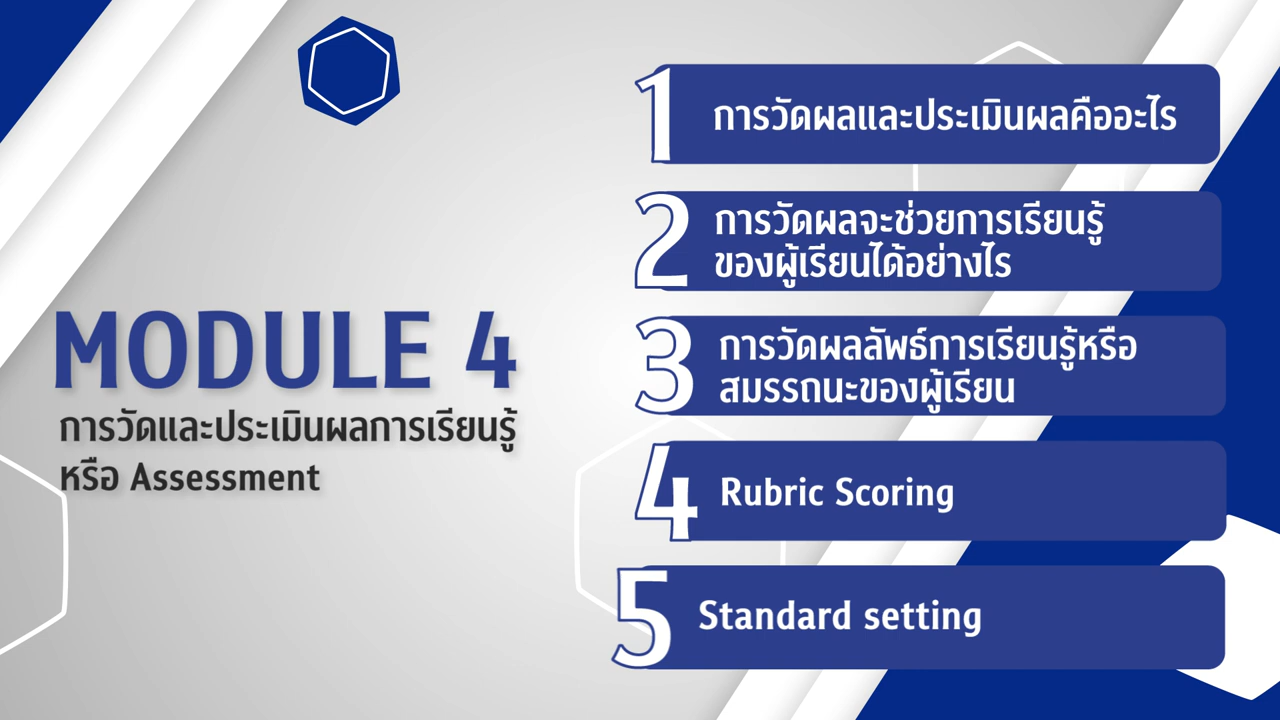 MODULE 4
การวัดและประเมินผลการเรียนรู้
หรือ Assessment
1 การวัดผลและประเมินผลคืออะไร
2 การวัดผลจะช่วยการเรียนรู้
ของผู้เรียนได้อย่างไร
3 การวัดผลลัพธ์การเรียนรู้หรือ
สมรรถนะของผู้เรียน
4 Rubric Scoring
5 Standard setting